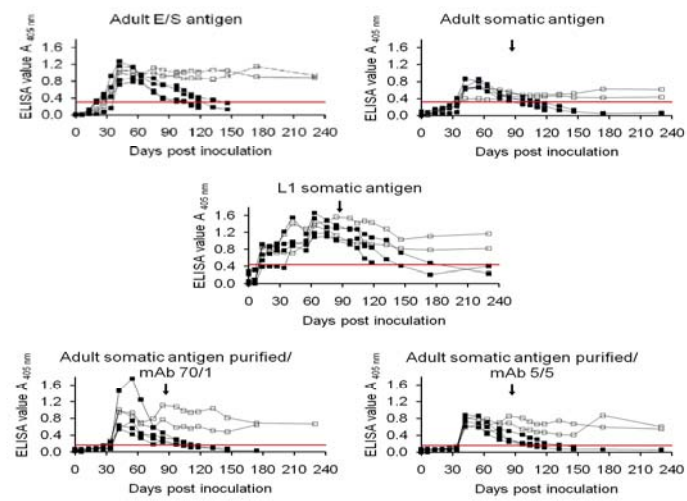 Adult E/S antigen
ELISA value A 405 nm
1.6
1.2
0.8
0.4
0
0 30 60 90 120 150 180 210 240
Days post inoculation
Adult somatic antigen
ELISA value A 405 nm
1.6
1.2
0.8
0.4
0
0 30 60 90 120 150 180 210 240
Days post inoculation
L1 somatic antigen
ELISA value A 405 nm
1.6
1.2
0.8
0.4
0
0 30 60 90 120 150 180 210 240
Days post inoculation
Adult somatic antigen purified/
mAb 70/1
ELISA value A 405 nm
1.6
1.2
0.8
0.4
0
0 30 60 90 120 150 180 210 240
Days post inoculation
Adult somatic antigen purified/
mAb 5/5
ELISA value A 405 nm
1.6
1.2
0.8
0.4
0
0 30 60 90 120 150 180 210 240
Days post inoculation